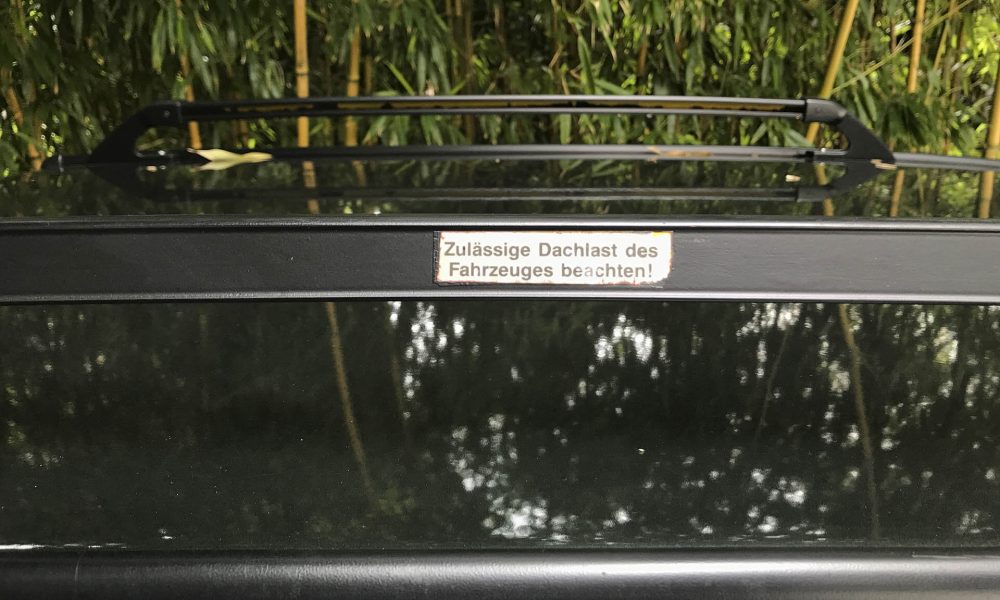 Zulässige Dachlast des
Fahrzeuges beachten!